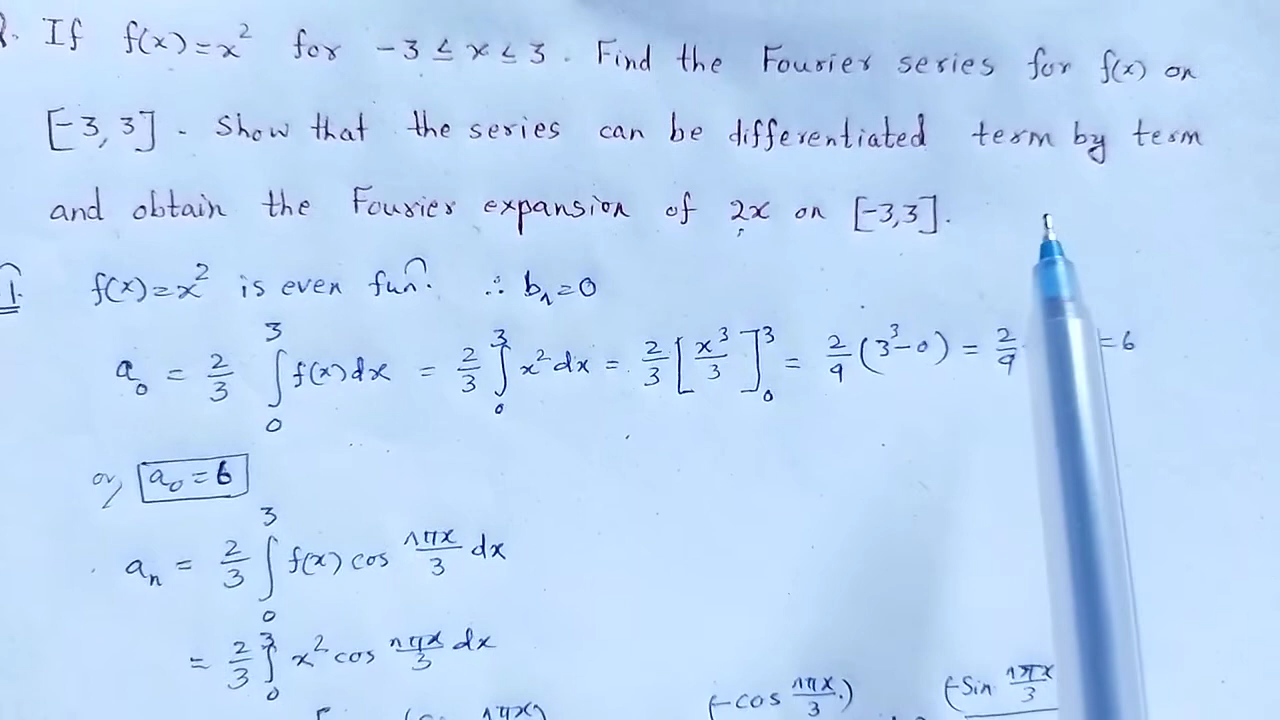 If f(x)=x² for -3 ≤ x ≤ 3. Find the Fourier series for f(x) on
[-3, 3]. Show that the series can be differentiated term by term
and obtain the Fourier expansion of 2x on [-3,3].
f(x)=x² is even fun. ∴ bₙ=0
a₀ = 2/3 ∫₀³ f(x)dx = 2/3 ∫₀³ x² dx = 2/3 [x³/3]₀³ = 2/9 (3³-0) = 2/9 =6
or, a₀=6
aₙ = 2/3 ∫₀³ f(x) cos nπx/3 dx
= 2/3 ∫₀³ x² cos nπx/3 dx
(-cos nπx/3) (-sin nπx/3